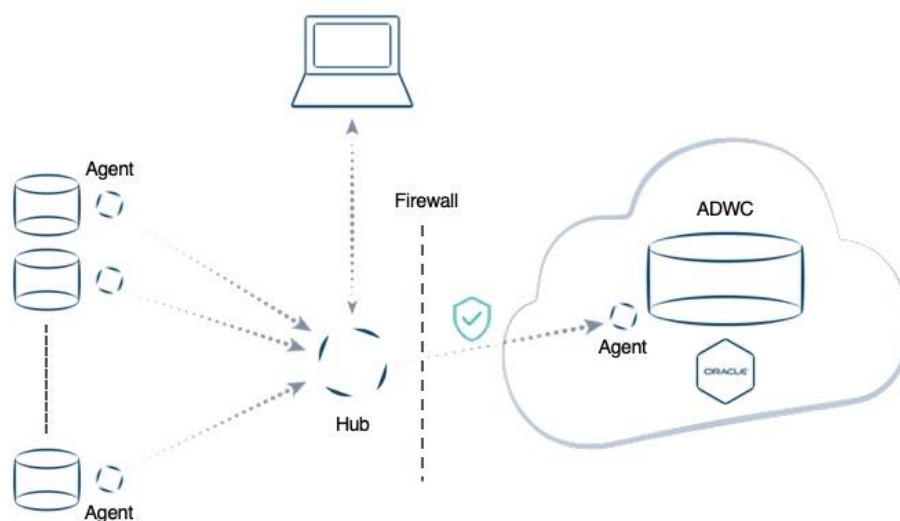 Agent
Firewall
ADWC
Agent
ORACLE
Hub
Agent